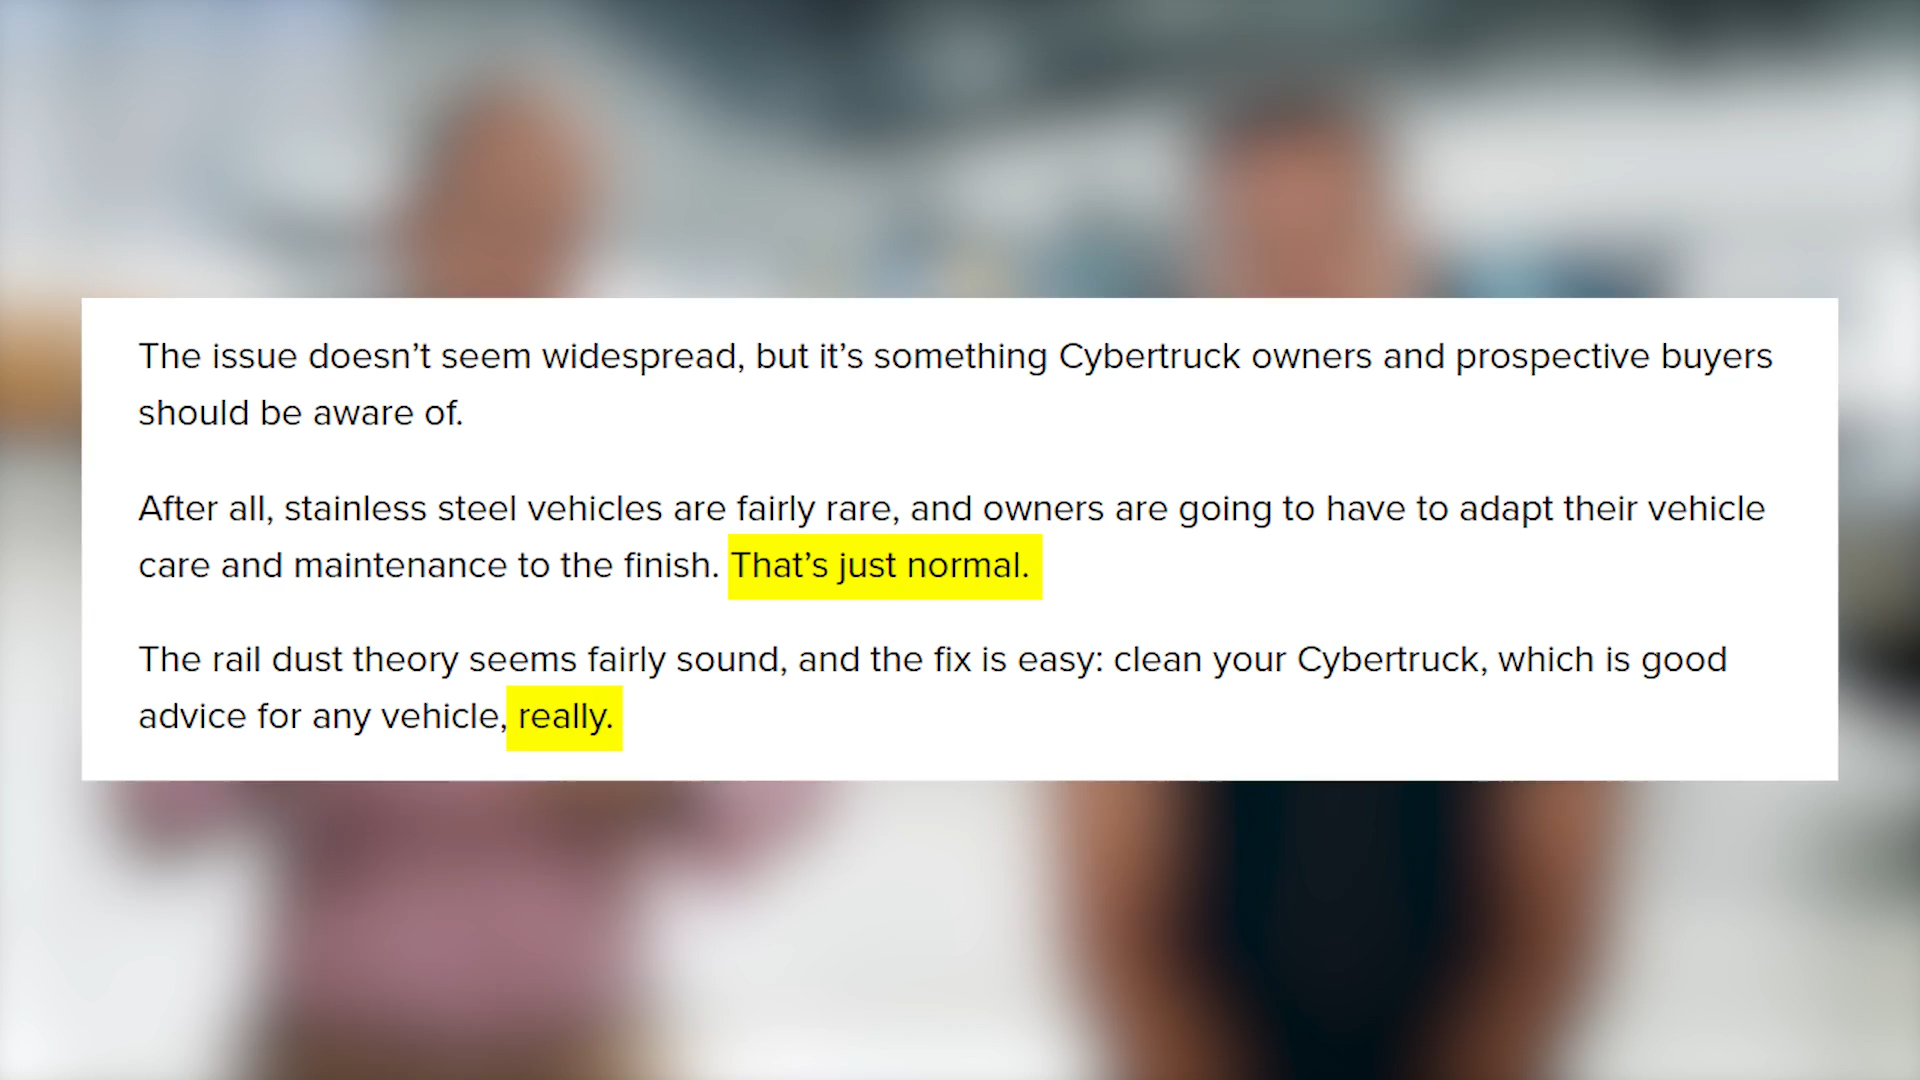 The issue doesn’t seem widespread, but it’s something Cybertruck owners and prospective buyers
should be aware of.
After all, stainless steel vehicles are fairly rare, and owners are going to have to adapt their vehicle
care and maintenance to the finish. That’s just normal.
The rail dust theory seems fairly sound, and the fix is easy: clean your Cybertruck, which is good
advice for any vehicle, really.